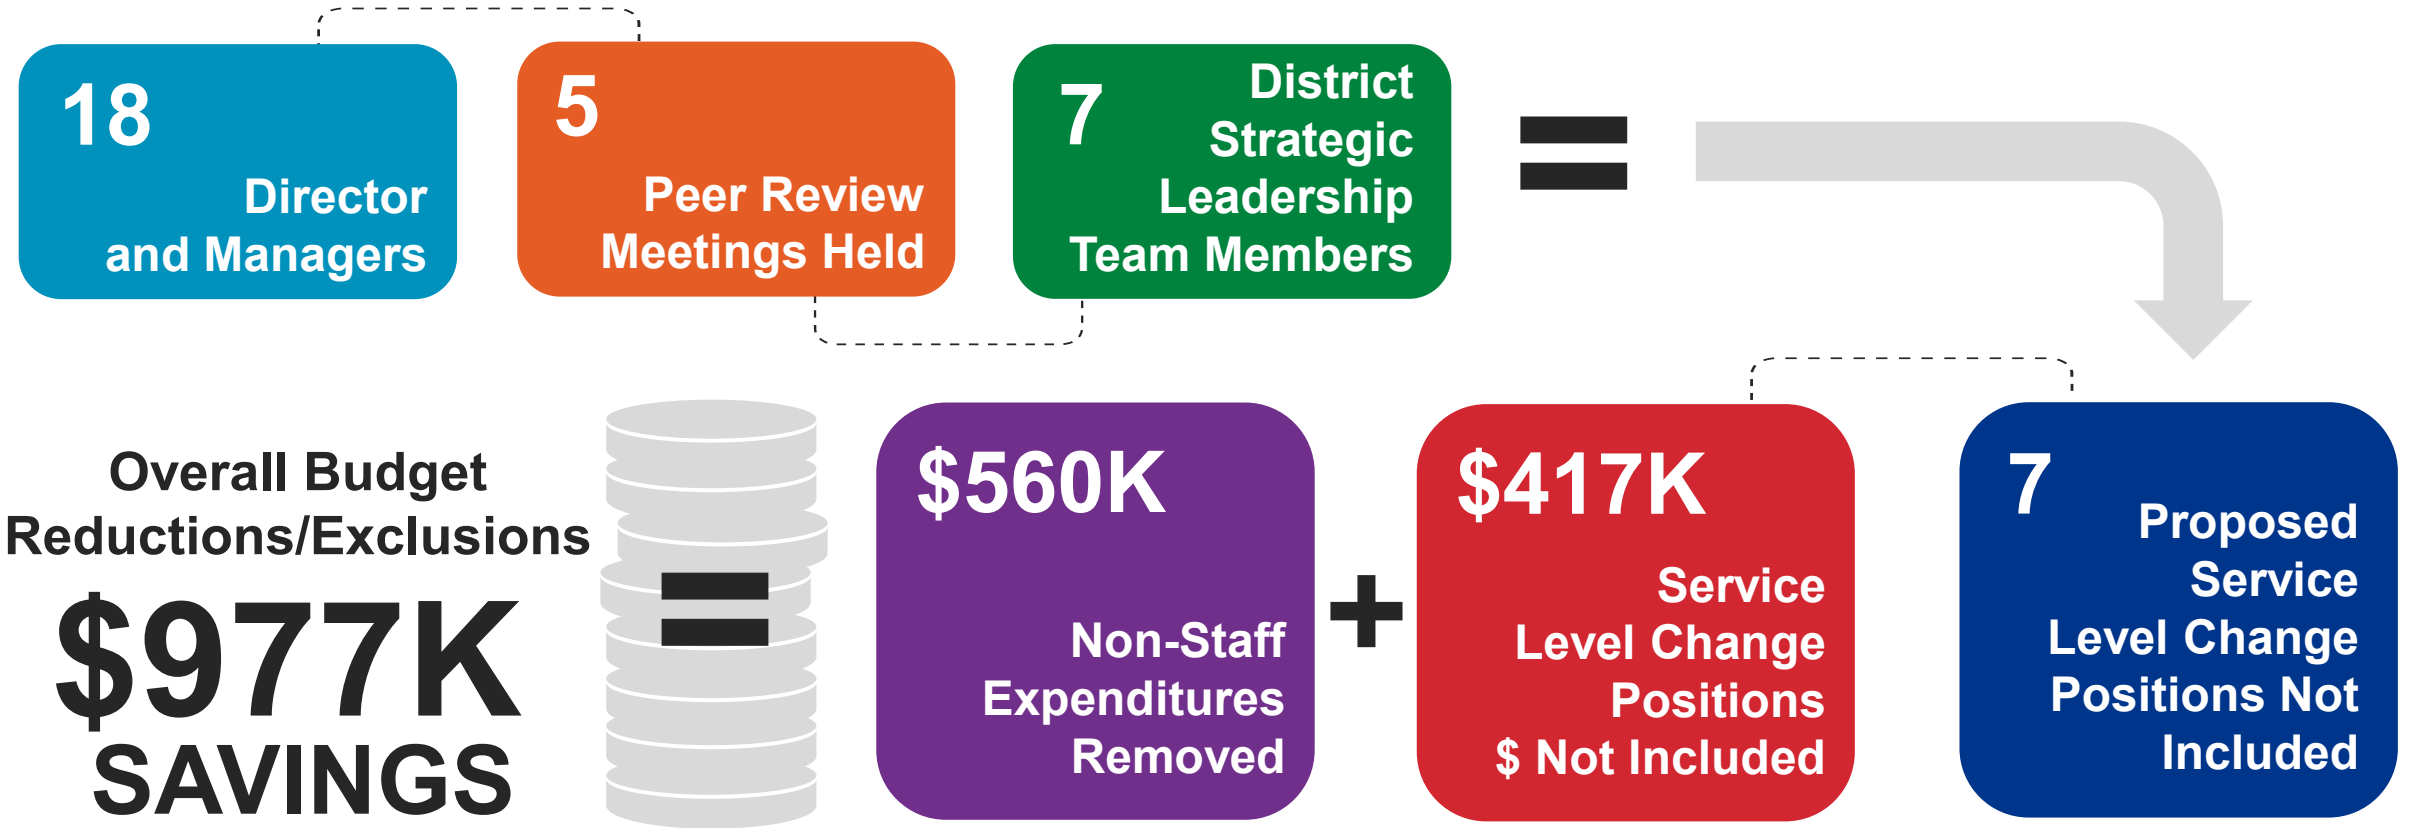 18
Director
and Managers
5
Peer Review
Meetings Held
7
District
Strategic
Leadership
Team Members
=
Overall Budget
Reductions/Exclusions
$977K
SAVINGS
=
$560K
Non-Staff
Expenditures
Removed
+
$417K
Service
Level Change
Positions
$ Not Included
7
Proposed
Service
Level Change
Positions Not
Included